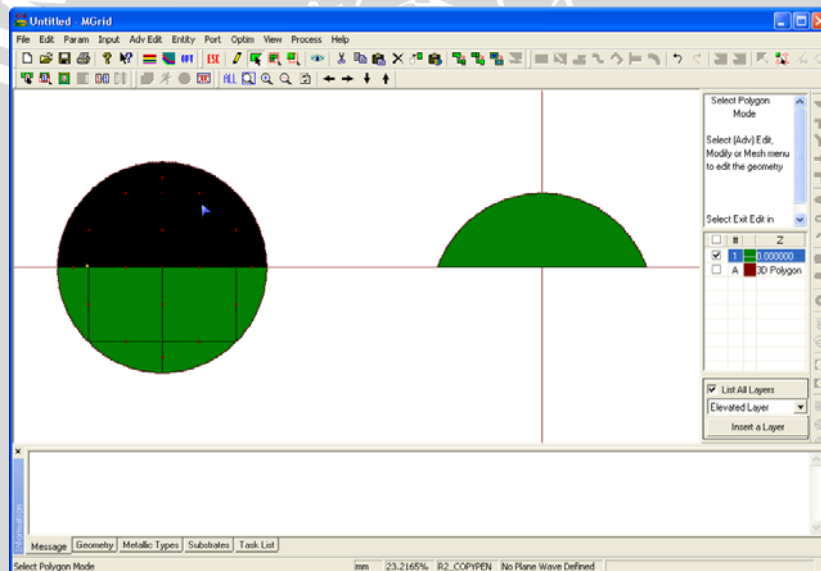 Untitled - MGrid
File Edit Param Input Adv Edit Entity Port Optim View Process Help
OPT ESC
ALL
Select Polygon
Mode
Select (Adv) Edit,
Modify or Mesh menu
to edit the geometry
Select Exit Edit in
# Z
1 0.000000
A 3D Polygon
List All Layers
Elevated Layer
Insert a Layer
Information
Message Geometry Metallic Types Substrates Task List
Select Polygon Mode mm 23.2165% R2_COPYPEN No Plane Wave Defined